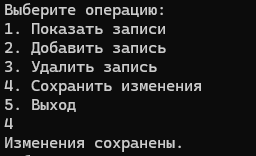 Выберите операцию:
1. Показать записи
2. Добавить запись
3. Удалить запись
4. Сохранить изменения
5. Выход
4
Изменения сохранены.